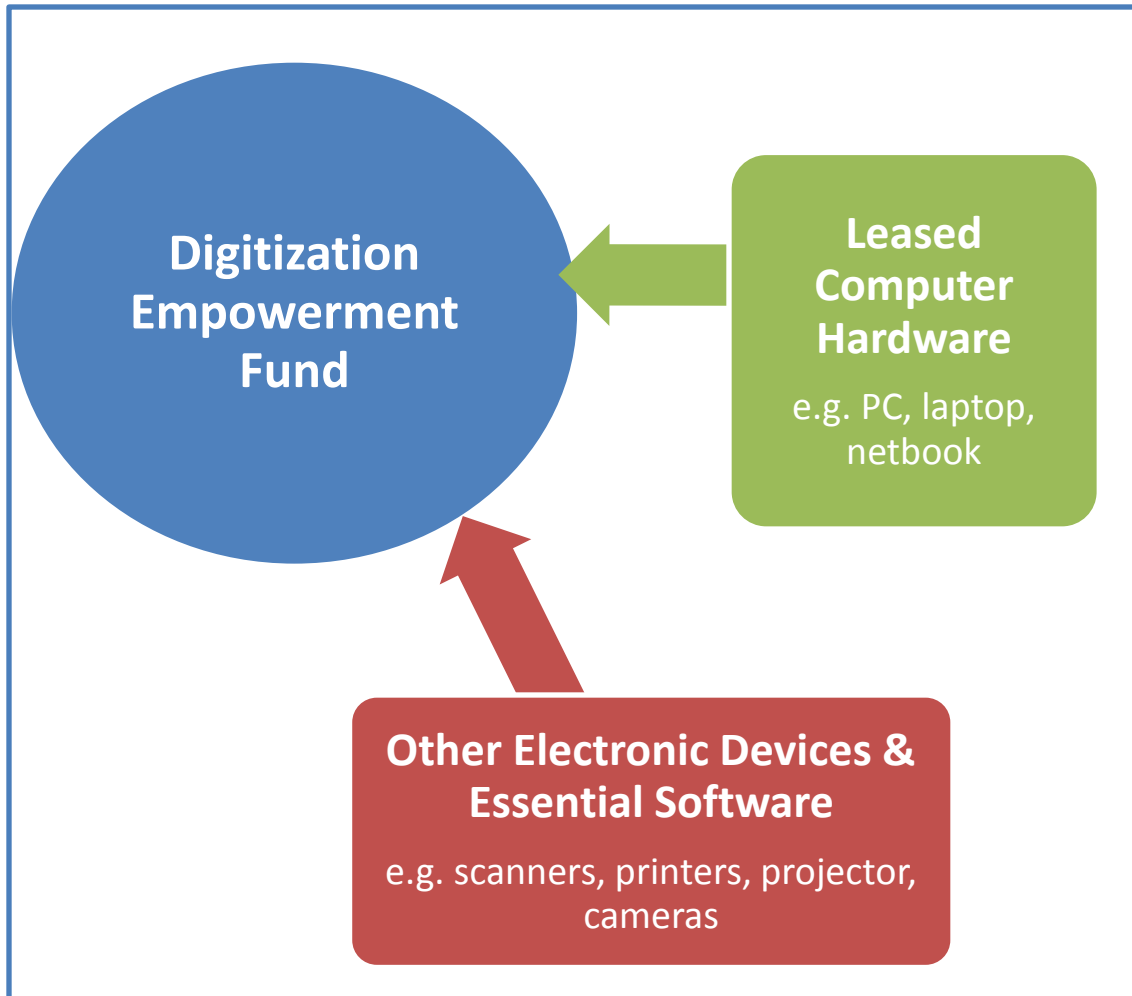 Digitization
Empowerment
Fund
Leased
Computer
Hardware
e.g. PC, laptop,
netbook
Other Electronic Devices &
Essential Software
e.g. scanners, printers, projector,
cameras